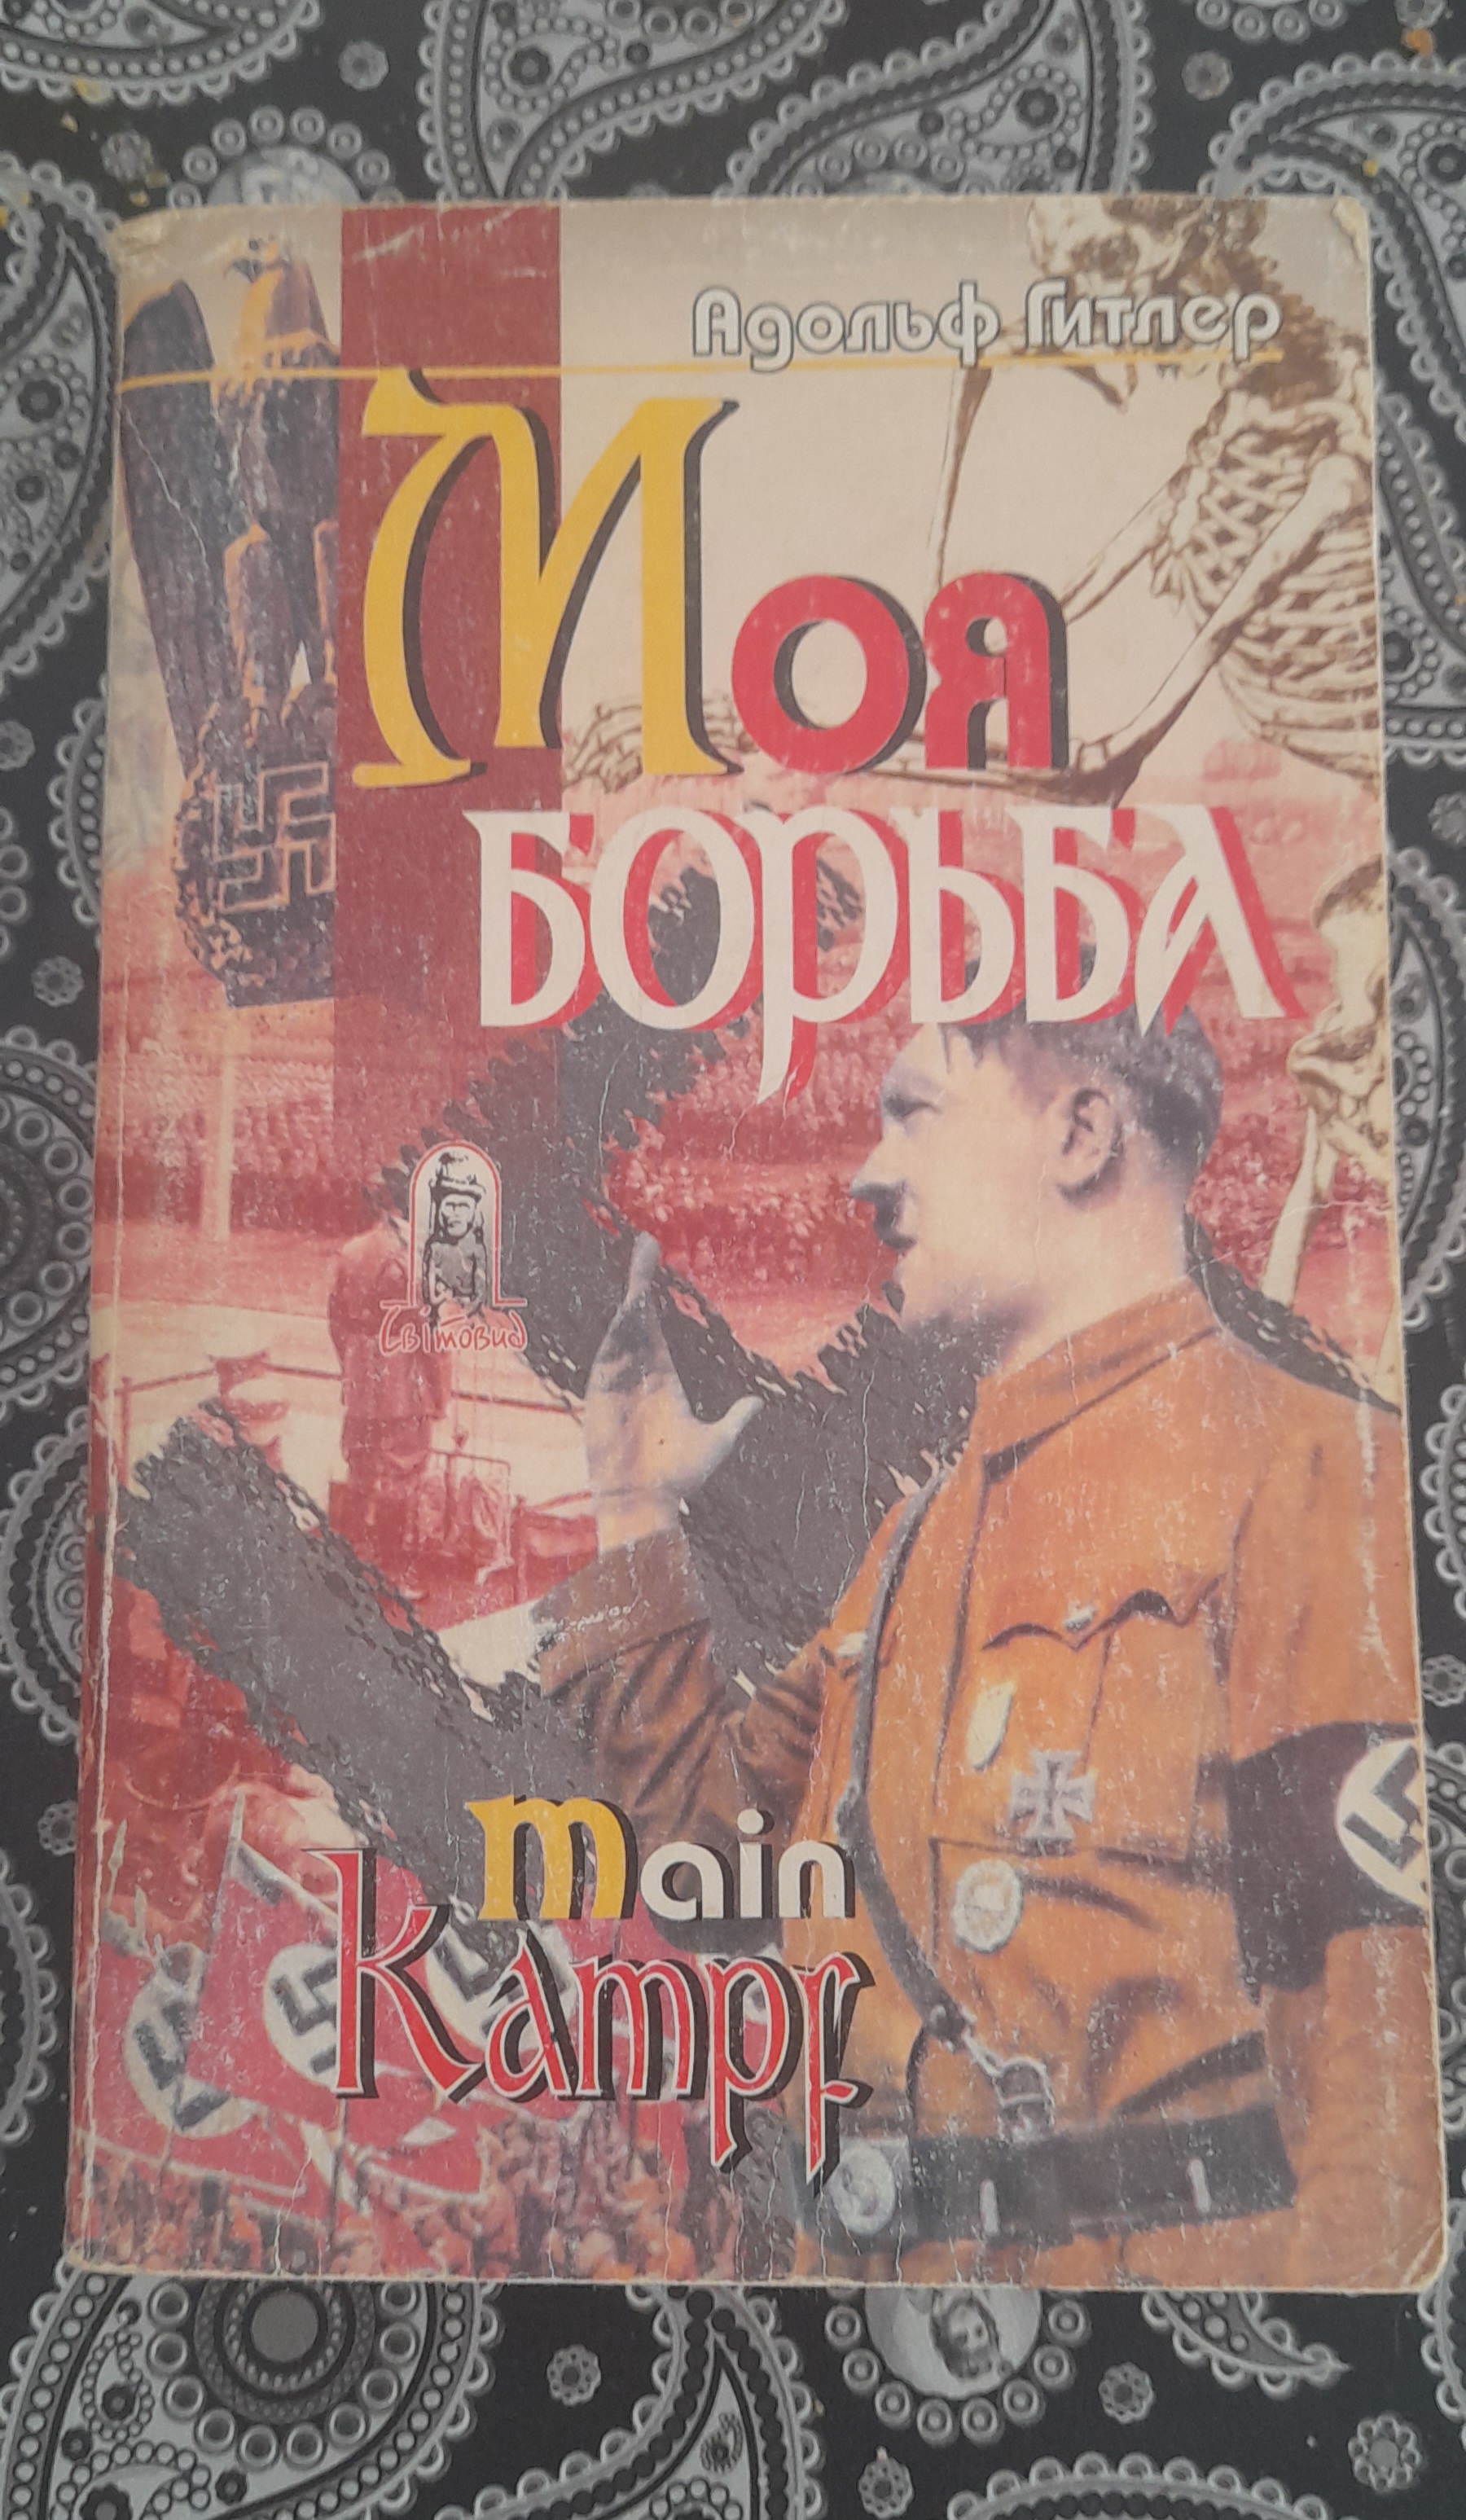 Адольф Гитлер
Моя
БОРЬБА
Світовид
Main
Kampf